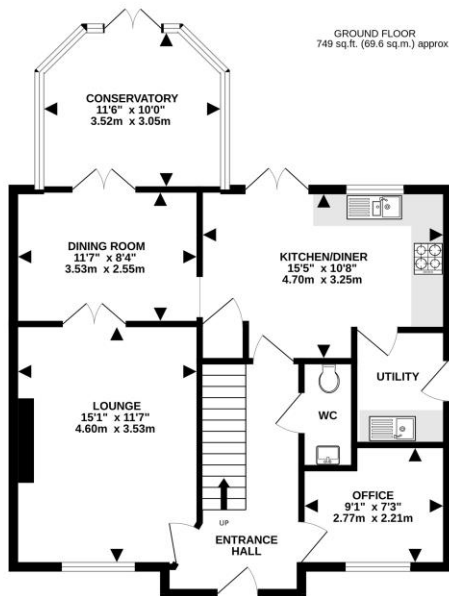 GROUND FLOOR
749 sq.ft. (69.6 sq.m.) approx
CONSERVATORY
11'6" x 10'0"
3.52m x 3.05m
DINING ROOM
11'7" x 8'4"
3.53m x 2.55m
KITCHEN/DINER
15'5" x 10'8"
4.70m x 3.25m
UTILITY
LOUNGE
15'1" x 11'7"
4.60m x 3.53m
WC
OFFICE
9'1" x 7'3"
2.77m x 2.21m
UP
ENTRANCE
HALL